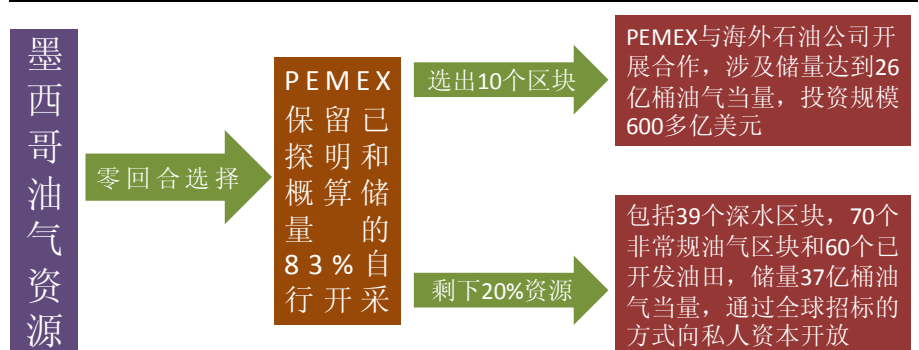 墨
西
哥
油
气
资
源
零回合选择
PEMEX
保留已
探明和
概算储
量的
83%自
行开采
选出10个区块
PEMEX与海外石油公司开
展合作，涉及储量达到26
亿桶油气当量，投资规模
600多亿美元
剩下20%资源
包括39个深水区块，70个
非常规油气区块和60个已
开发油田，储量37亿桶油
气当量，通过全球招标的
方式向私人资本开放